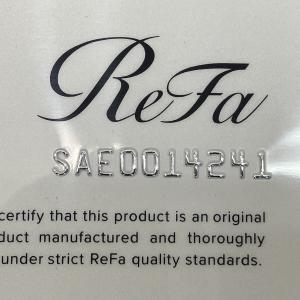 ReFa
SAE0014241
certify that this product is an original
duct manufactured and thoroughly
under strict ReFa quality standards.